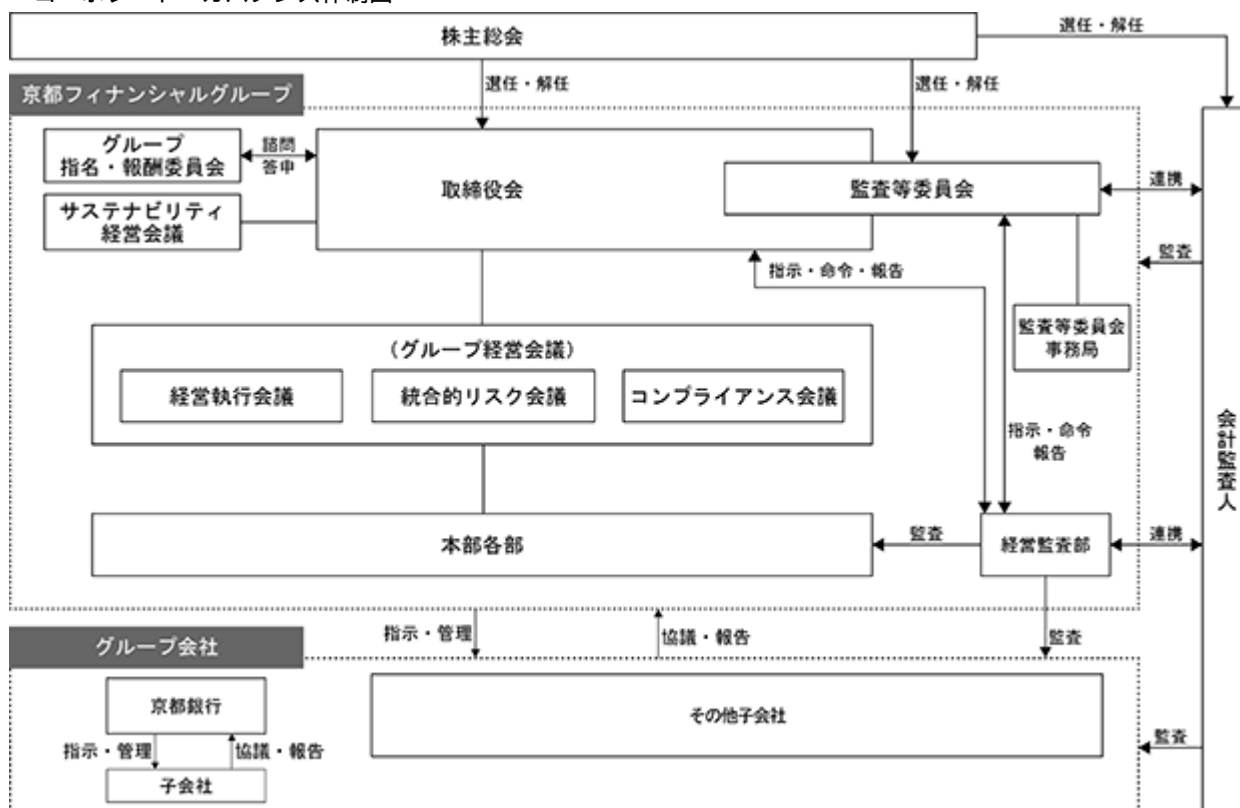 コーポレート・ガバナンス体制図
株主総会
選任・解任
選任・解任
選任・解任
京都フィナンシャルグループ
グループ
指名・報酬委員会
諮問
答申
取締役会
監査等委員会
連携
サステナビリティ
経営会議
監査
指示・命令・報告
監査等委員会
事務局
(グループ経営会議)
経営執行会議
統合的リスク会議
コンプライアンス会議
指示・命令
報告
会計監査人
本部各部
監査
経営監査部
連携
指示・管理
協議・報告
監査
グループ会社
京都銀行
その他子会社
指示・管理
協議・報告
監査
子会社